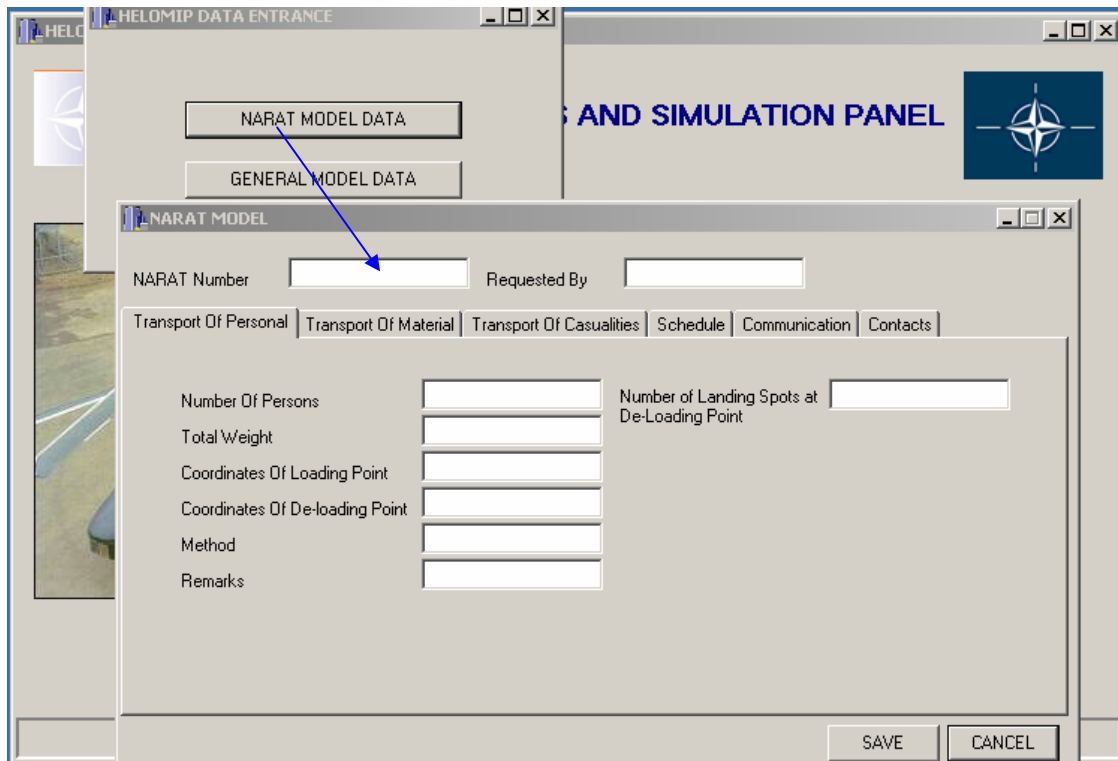 HELOMIP DATA ENTRANCE
HELO
NARAT MODEL DATA
AND SIMULATION PANEL
GENERAL MODEL DATA
NARAT MODEL
NARAT Number Requested By
Transport Of Personal Transport Of Material Transport Of Casualities Schedule Communication Contacts
Number Of Persons Number of Landing Spots at
De-Loading Point
Total Weight
Coordinates Of Loading Point
Coordinates Of De-loading Point
Method
Remarks
SAVE CANCEL